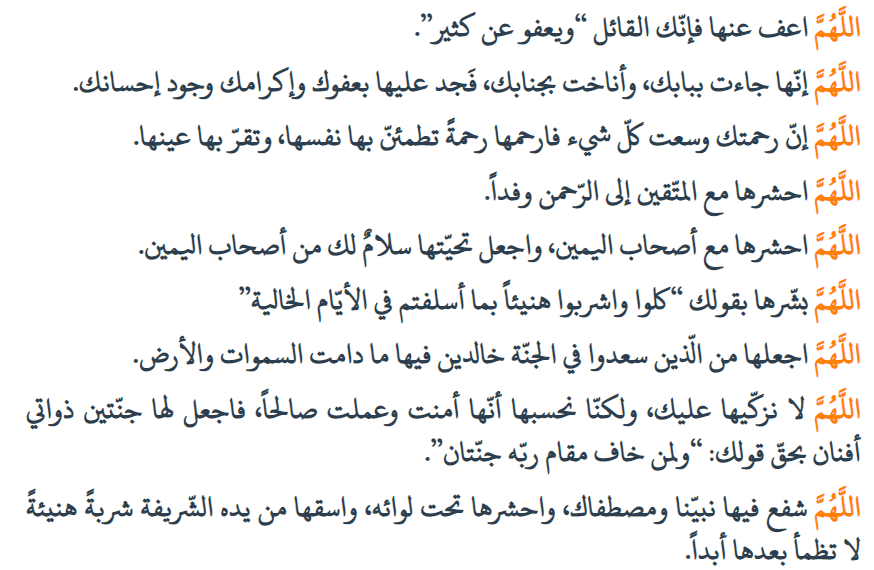 اللَّهُمَّ اعف عنها فإنّك القائل “ويعفو عن كثير”.
اللَّهُمَّ إنّها جاءت ببابك، وأناخت بجنابك، فَجد عليها بعفوك وإكرامك وجود إحسانك.
اللَّهُمَّ إنّ رحمتك وسعت كلّ شيء فارحمها رحمةً تطمئنّ بها نفسها، وتقرّ بها عينها.
اللَّهُمَّ احشرها مع المتّقين إلى الرّحمن وفداً.
اللَّهُمَّ احشرها مع أصحاب اليمين، واجعل تحيّتها سلامٌ لك من أصحاب اليمين.
اللَّهُمَّ بشّرها بقولك “كلوا واشربوا هنيئاً بما أسلفتم في الأيّام الخالية”
اللَّهُمَّ اجعلها من الّذين سعدوا في الجنّة خالدين فيها ما دامت السموات والأرض.
اللَّهُمَّ لا نزكّيها عليك، ولكنّا نحسبها أنّها أمنت وعملت صالحاً، فاجعل لها جنّتين ذواتي
أفنان بحقّ قولك: “ولمن خاف مقام ربّه جنّتان”.
اللَّهُمَّ شفع فيها نبيّنا ومصطفاك، واحشرها تحت لوائه، واسقها من يده الشّريفة شربةً هنيئةً
لا تظمأ بعدها أبداً.